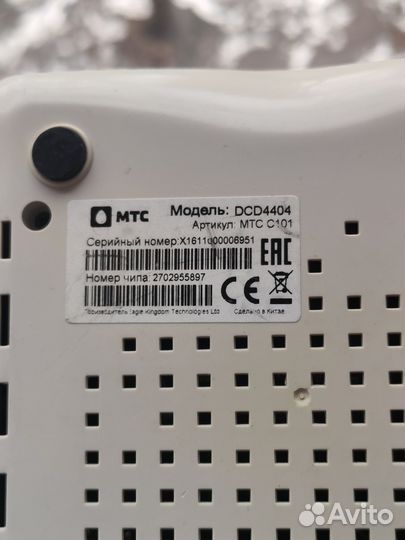 МТС
Модель: DCD4404
Артикул: МТС С101
Серийный номер:X1611000006951
EAC
Номер чипа: 2702955897
CE
Производитель Eagle Kingdom Technologies Ltd
Сделано в Китае
Avito